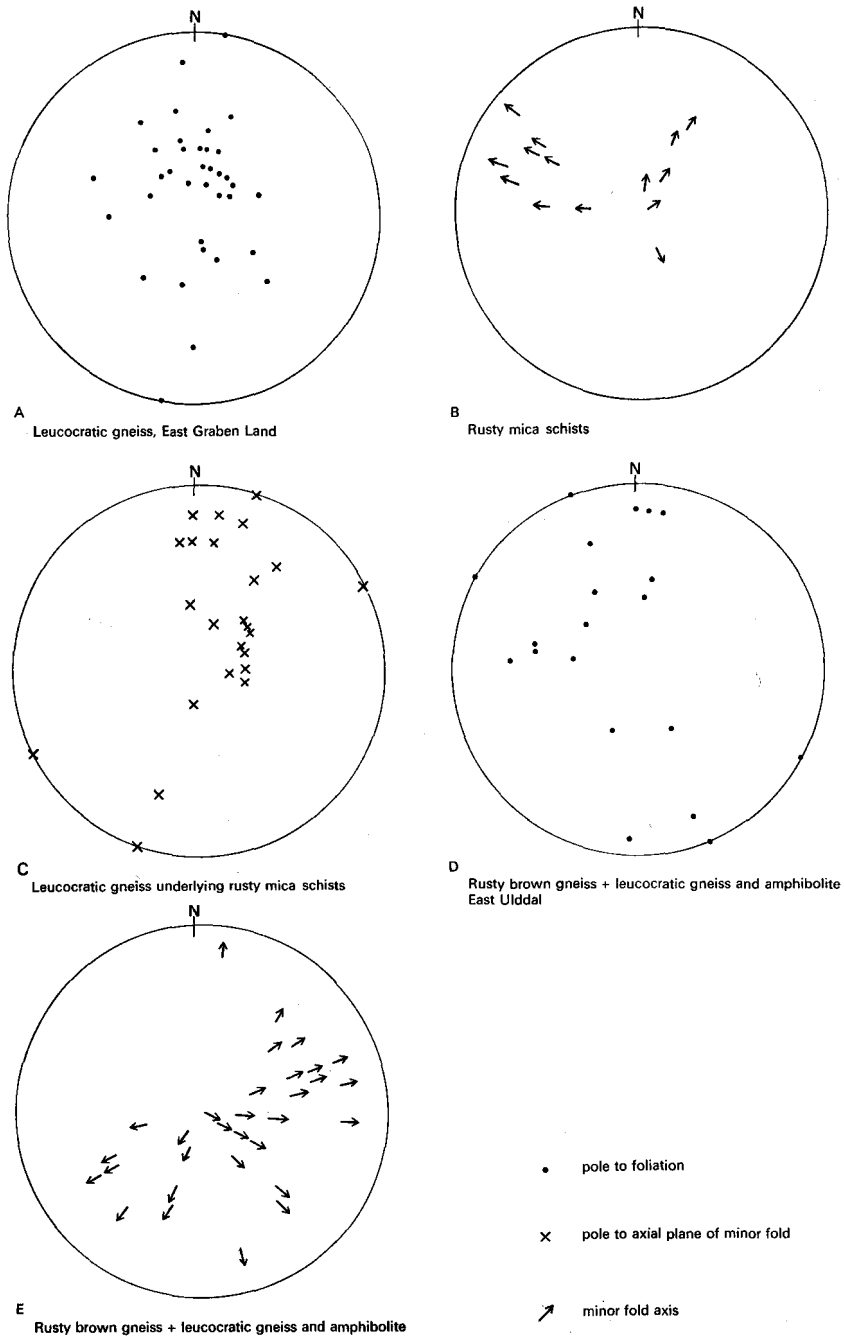 N
N
A
Leucocratic gneiss, East Graben Land
B
Rusty mica schists
N
N
C
Leucocratic gneiss underlying rusty mica schists
D
Rusty brown gneiss + leucocratic gneiss and amphibolite
East Ulddal
N
E
Rusty brown gneiss + leucocratic gneiss and amphibolite
pole to foliation
pole to axial plane of minor fold
minor fold axis